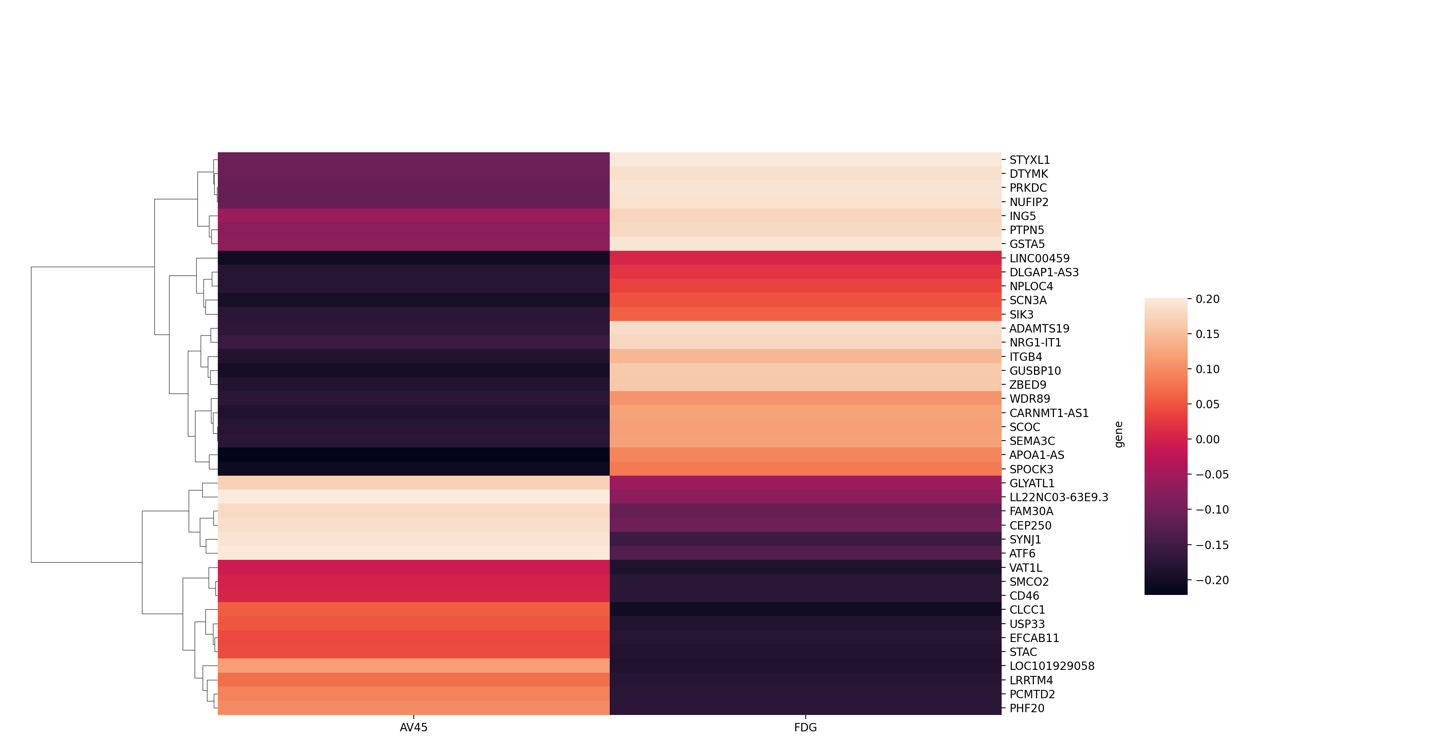 STYXL1
DTYMK
PRKDC
NUFIP2
ING5
PTPN5
GSTA5
LINC00459
DLGAP1-AS3
NPLOC4
SCN3A
SIK3
ADAMTS19
NRG1-IT1
ITGB4
GUSBP10
ZBED9
WDR89
CARNMT1-AS1
SCOC
SEMA3C
APOA1-AS
SPOCK3
GLYATL1
LL22NC03-63E9.3
FAM30A
CEP250
SYNJ1
ATF6
VAT1L
SMCO2
CD46
CLCC1
USP33
EFCAB11
STAC
LOC101929058
LRRTM4
PCMTD2
PHF20
AV45
FDG
gene
0.20
0.15
0.10
0.05
0.00
−0.05
−0.10
−0.15
−0.20